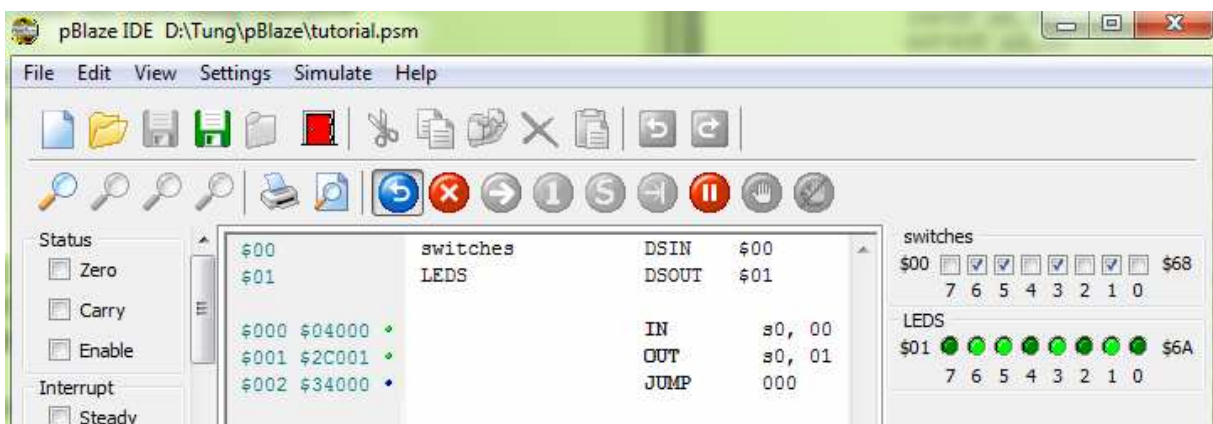 pBlaze IDE D:\Tung\pBlaze\tutorial.psm
File Edit View Settings Simulate Help
1 S
Status
Zero
Carry
Enable
Interrupt
Steady
$00 switches DSIN $00
$01 LEDS DSOUT $01
$000 $04000 IN s0, 00
$001 $2C001 OUT s0, 01
$002 $34000 JUMP 000
switches
$00 $68
7 6 5 4 3 2 1 0
LEDS
$01 $6A
7 6 5 4 3 2 1 0